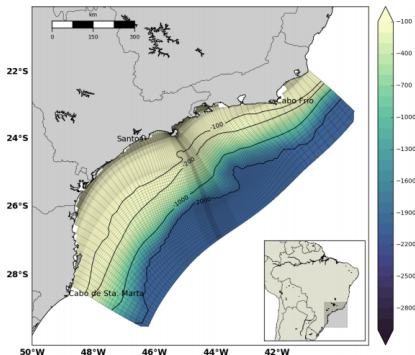 km
0 150 300
-100
-400
-700
-1000
-1300
-1600
-1900
-2200
-2500
-2800
22°S
24°S
26°S
28°S
50°W 48°W 46°W 44°W 42°W
Cabo Frio
Santos
Cabo de Sta. Marta
-100
-200
-1000
-2000